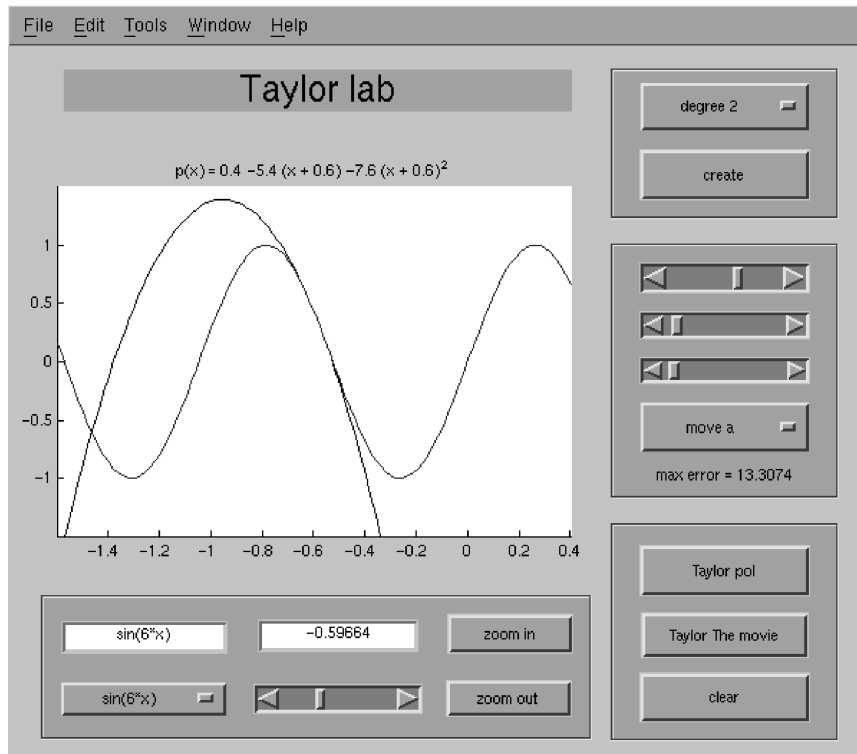 File Edit Tools Window Help
Taylor lab
p(x) = 0.4 −5.4 (x + 0.6) −7.6 (x + 0.6)²
1
0.5
0
−0.5
−1
−1.4 −1.2 −1 −0.8 −0.6 −0.4 −0.2 0 0.2 0.4
degree 2
create
move a
max error = 13.3074
sin(6*x) −0.59664 zoom in
sin(6*x) zoom out
Taylor pol
Taylor The movie
clear